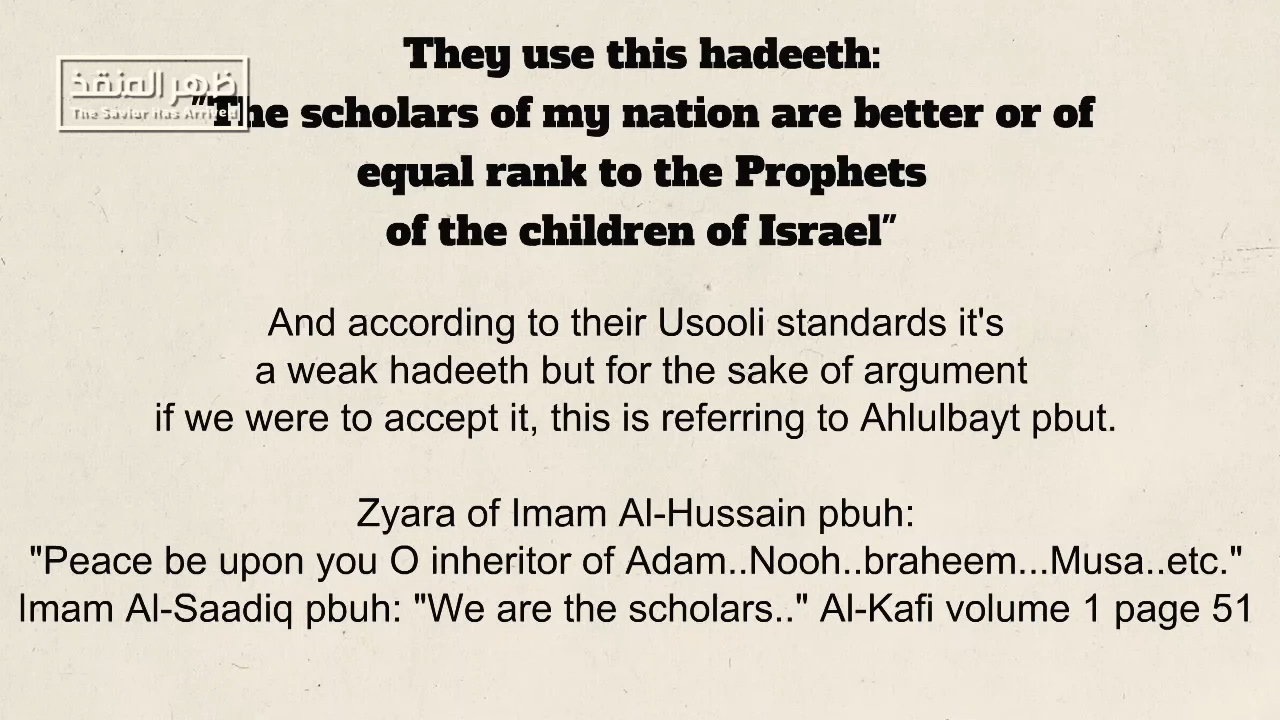 They use this hadeeth:
ظهر المنقذ
The Savior Has Arrived
"The scholars of my nation are better or of
equal rank to the Prophets
of the children of Israel"
And according to their Usooli standards it's
a weak hadeeth but for the sake of argument
if we were to accept it, this is referring to Ahlulbayt pbut.
Zyara of Imam Al-Hussain pbuh:
"Peace be upon you O inheritor of Adam..Nooh..braheem...Musa..etc."
Imam Al-Saadiq pbuh: "We are the scholars.." Al-Kafi volume 1 page 51